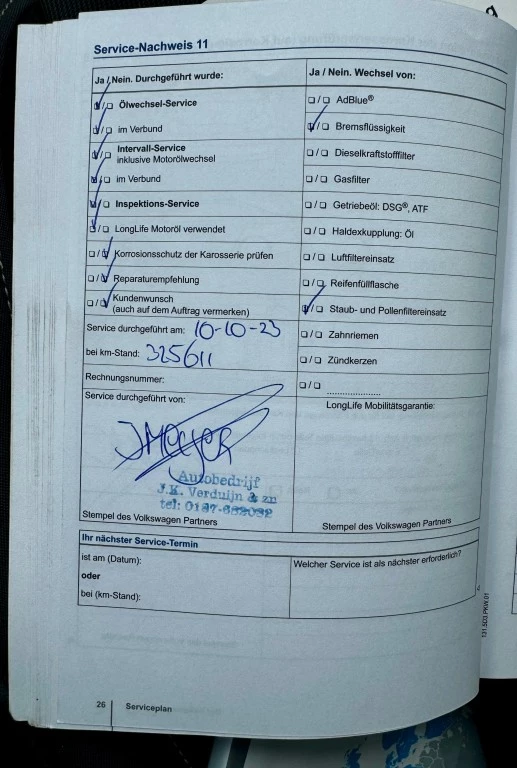 Service-Nachweis 11
Ja / Nein. Durchgeführt wurde:
Ölwechsel-Service
im Verbund
Intervall-Service
inklusive Motorölwechsel
im Verbund
Inspektions-Service
LongLife Motoröl verwendet
Korrosionsschutz der Karosserie prüfen
Reparaturempfehlung
Kundenwunsch
(auch auf dem Auftrag vermerken)
Service durchgeführt am: 10-10-23
bei km-Stand: 325611
Rechnungsnummer:
Service durchgeführt von:
Autobedrijf
J.K. Verduijn & zn
Stempel des Volkswagen Partners
Ja / Nein. Wechsel von:
AdBlue®
Bremsflüssigkeit
Dieselkraftstofffilter
Gasfilter
Getriebeöl: DSG®, ATF
Haldexkupplung: Öl
Luftfiltereinsatz
Reifenfüllflasche
Staub- und Pollenfiltereinsatz
Zahnriemen
Zündkerzen
LongLife Mobilitätsgarantie:
Stempel des Volkswagen Partners
Ihr nächster Service-Termin
ist am (Datum):
oder
bei (km-Stand):
Welcher Service ist als nächster erforderlich?
131.5D3.PKW.01
26 Serviceplan